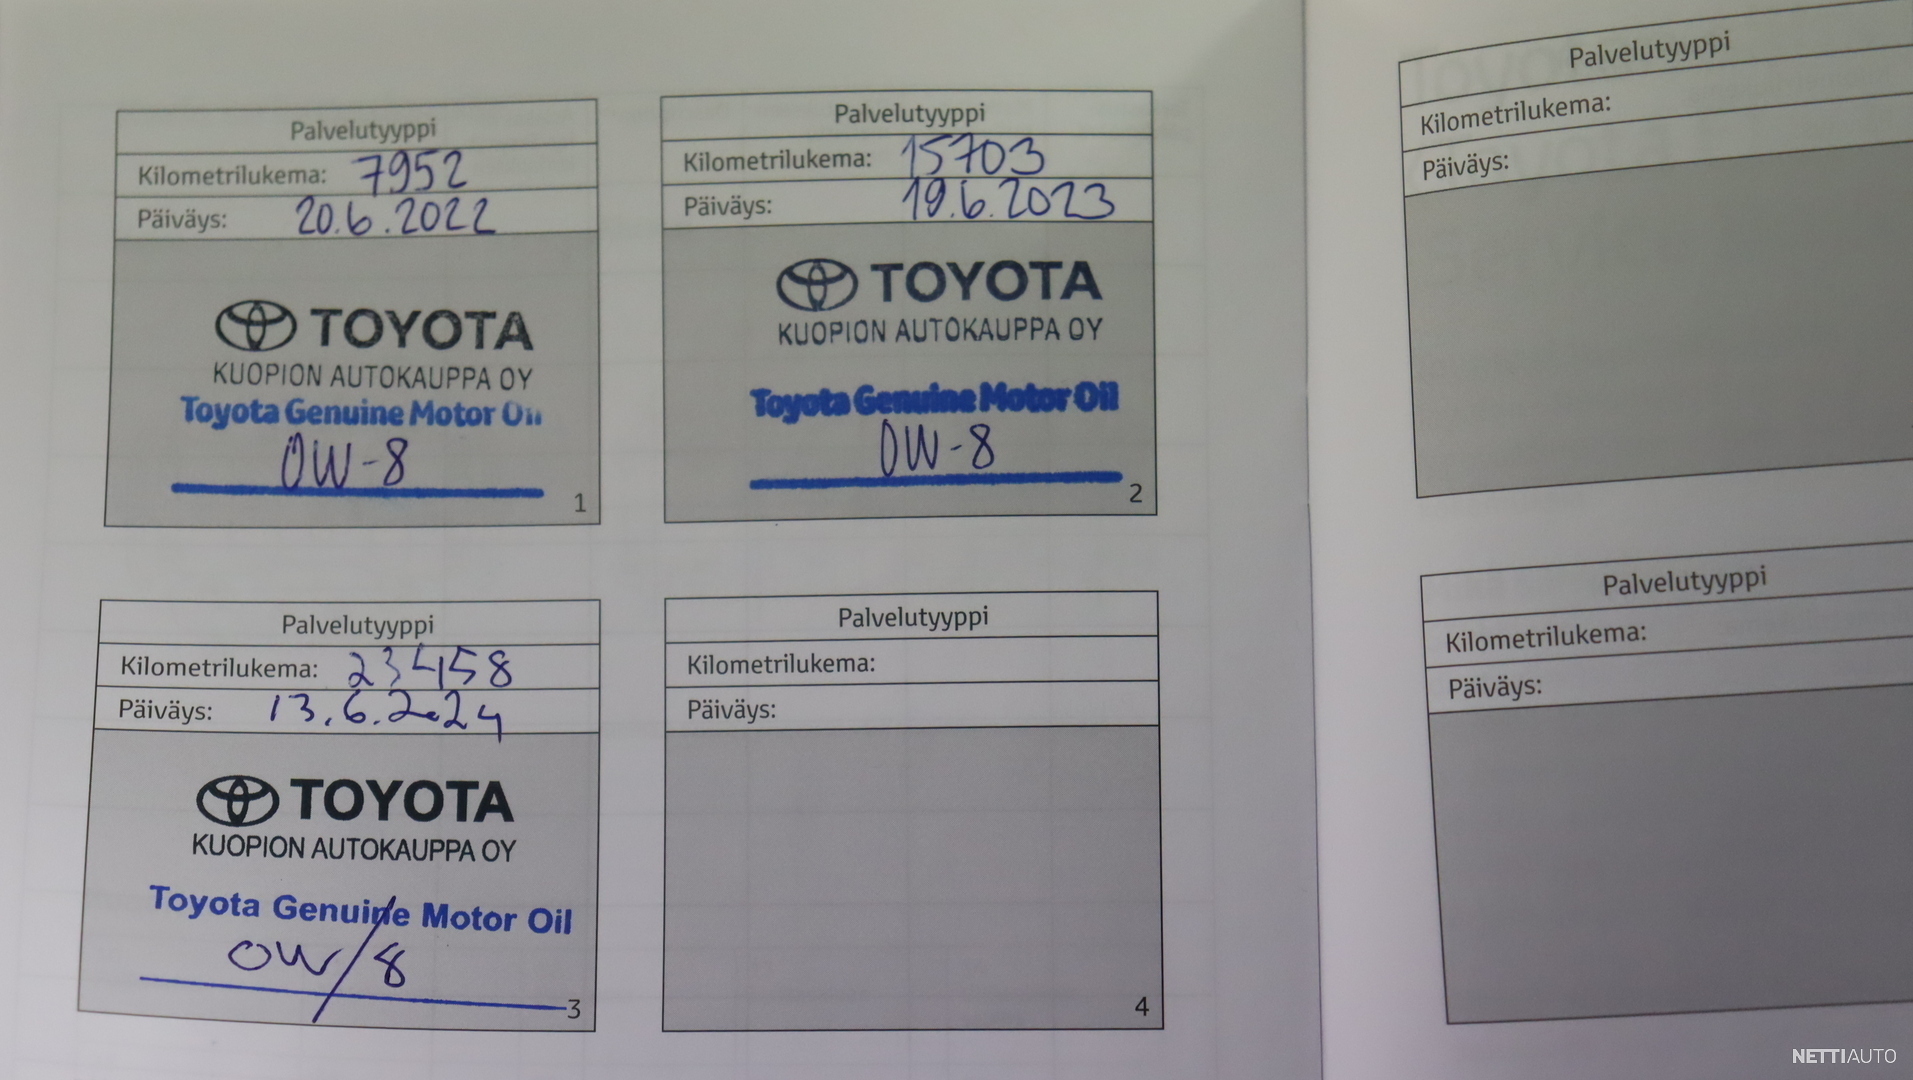 Palvelutyyppi
Kilometrilukema: 7952
Päiväys: 20.6.2022
TOYOTA
KUOPION AUTOKAUPPA OY
Toyota Genuine Motor Oil
0W-8
1
Palvelutyyppi
Kilometrilukema: 15703
Päiväys: 19.6.2023
TOYOTA
KUOPION AUTOKAUPPA OY
Toyota Genuine Motor Oil
0W-8
2
Palvelutyyppi
Kilometrilukema: 23458
Päiväys: 13.6.2024
TOYOTA
KUOPION AUTOKAUPPA OY
Toyota Genuine Motor Oil
0W/8
3
Palvelutyyppi
Kilometrilukema:
Päiväys:
4
Palvelutyyppi
Kilometrilukema:
Päiväys:
Palvelutyyppi
Kilometrilukema:
Päiväys:
NETTIAUTO